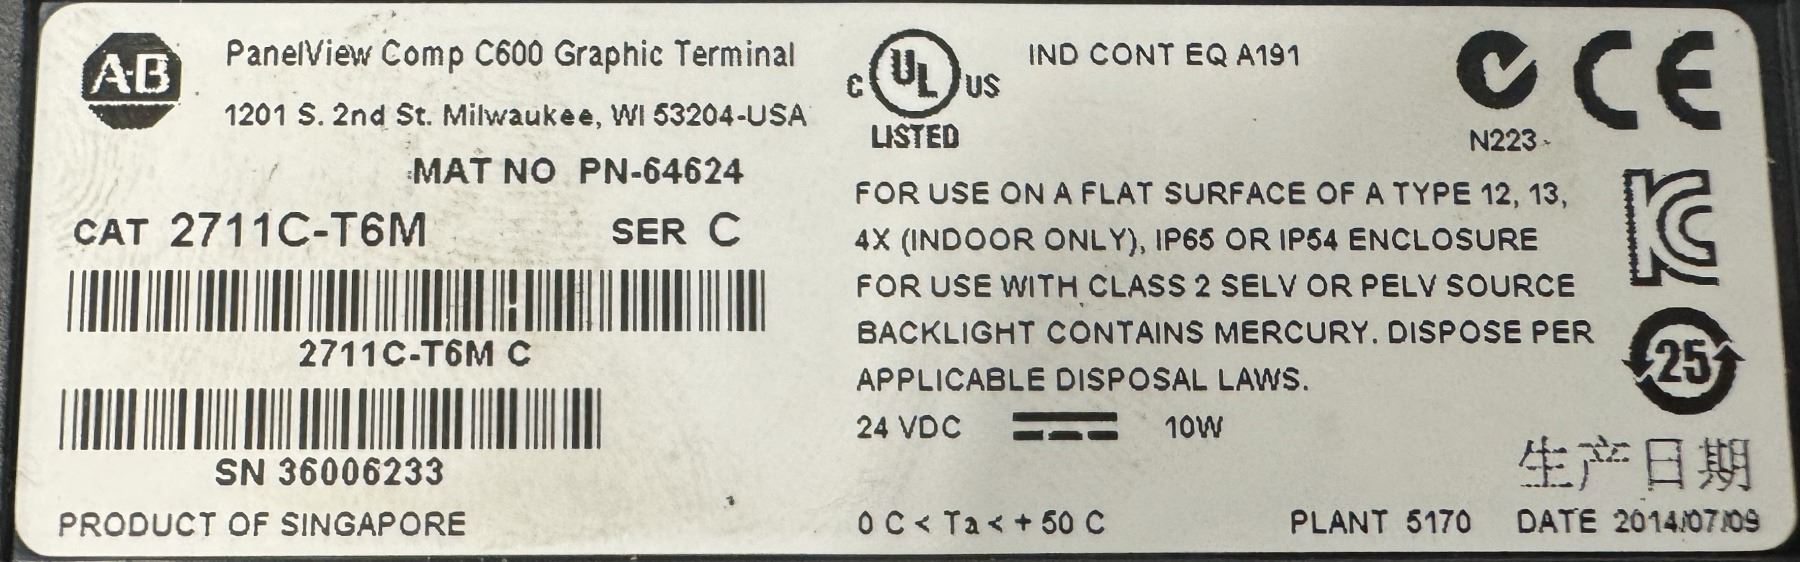 A-B
PanelView Comp C600 Graphic Terminal
1201 S. 2nd St. Milwaukee, WI 53204-USA
MAT NO PN-64624
CAT 2711C-T6M SER C
2711C-T6M C
SN 36006233
PRODUCT OF SINGAPORE
C UL US
LISTED
IND CONT EQ A191
N223
CE
FOR USE ON A FLAT SURFACE OF A TYPE 12, 13,
4X (INDOOR ONLY), IP65 OR IP54 ENCLOSURE
FOR USE WITH CLASS 2 SELV OR PELV SOURCE
BACKLIGHT CONTAINS MERCURY. DISPOSE PER
APPLICABLE DISPOSAL LAWS.
24 VDC 10W
KC
25
生产日期
0 C < Ta < + 50 C PLANT 5170 DATE 2014/07/09